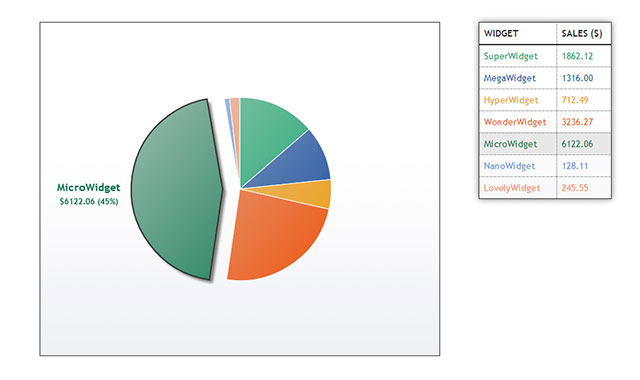 MicroWidget
$6122.06 (45%)
WIDGET SALES ($)
SuperWidget 1862.12
MegaWidget 1316.00
HyperWidget 712.49
WonderWidget 3236.27
MicroWidget 6122.06
NanoWidget 128.11
LovelyWidget 245.55